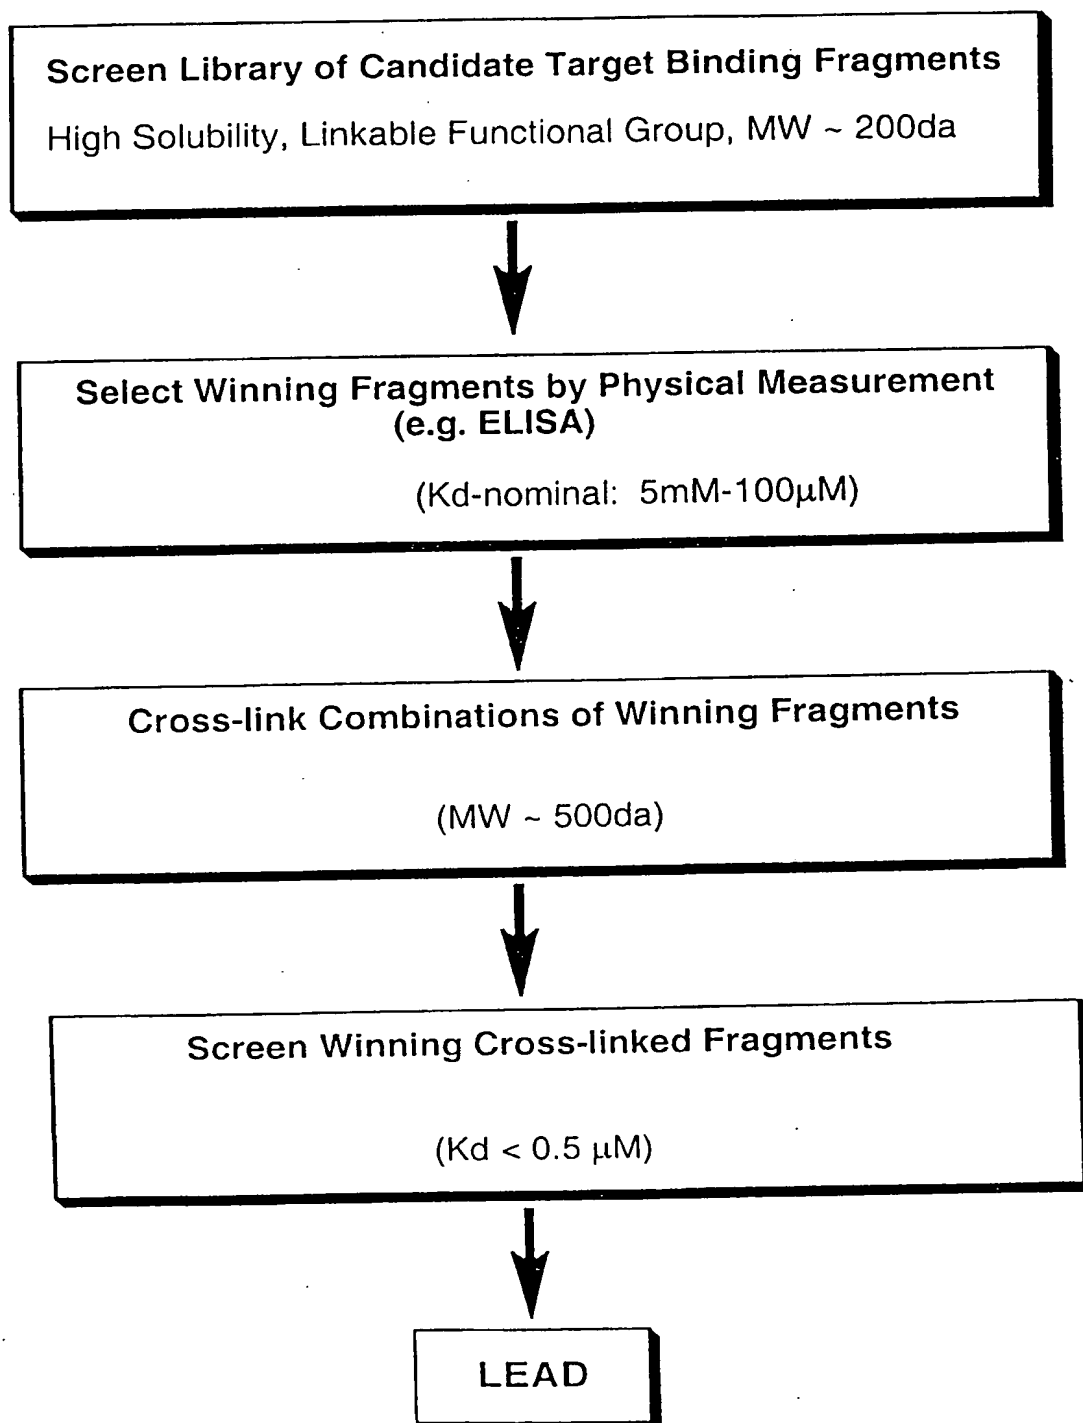 Screen Library of Candidate Target Binding Fragments
High Solubility, Linkable Functional Group, MW ~ 200da
Select Winning Fragments by Physical Measurement
(e.g. ELISA)
(Kd-nominal: 5mM-100μM)
Cross-link Combinations of Winning Fragments
(MW ~ 500da)
Screen Winning Cross-linked Fragments
(Kd < 0.5 μM)
LEAD